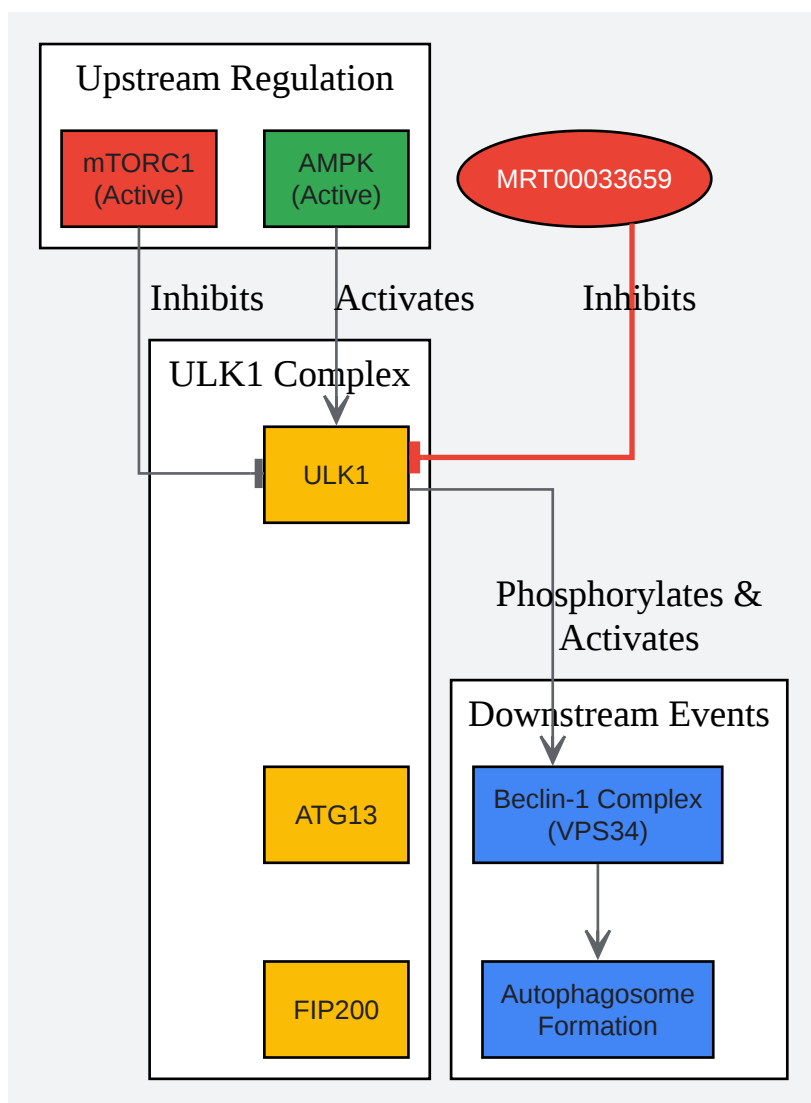 Upstream Regulation
mTORC1
(Active)
AMPK
(Active)
MRT00033659
Inhibits
Activates
Inhibits
ULK1 Complex
ULK1
Phosphorylates &
Activates
Downstream Events
ATG13
Beclin-1 Complex
(VPS34)
FIP200
Autophagosome
Formation